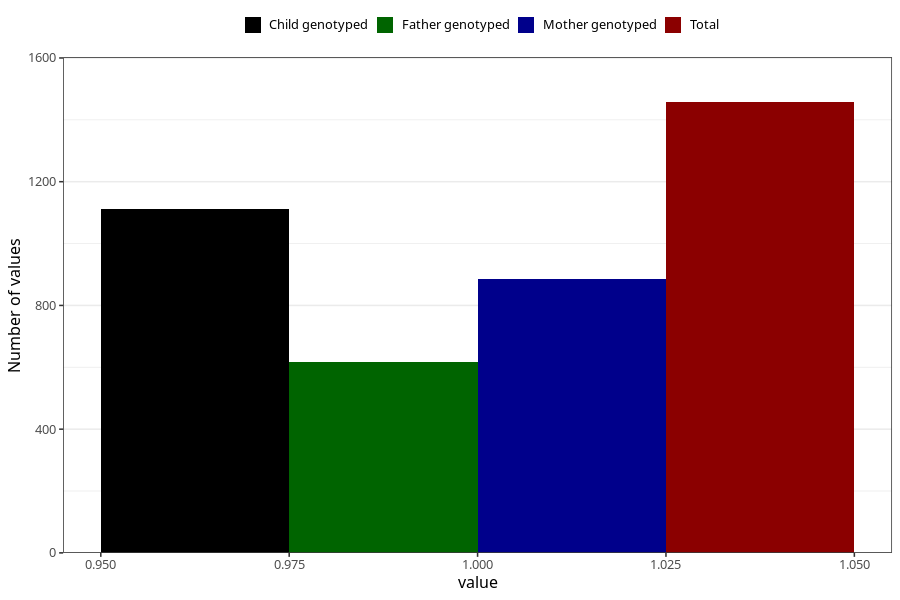 Child genotyped Father genotyped Mother genotyped Total
1600
1200
800
400
0
Number of values
0.950 0.975 1.000 1.025 1.050
value